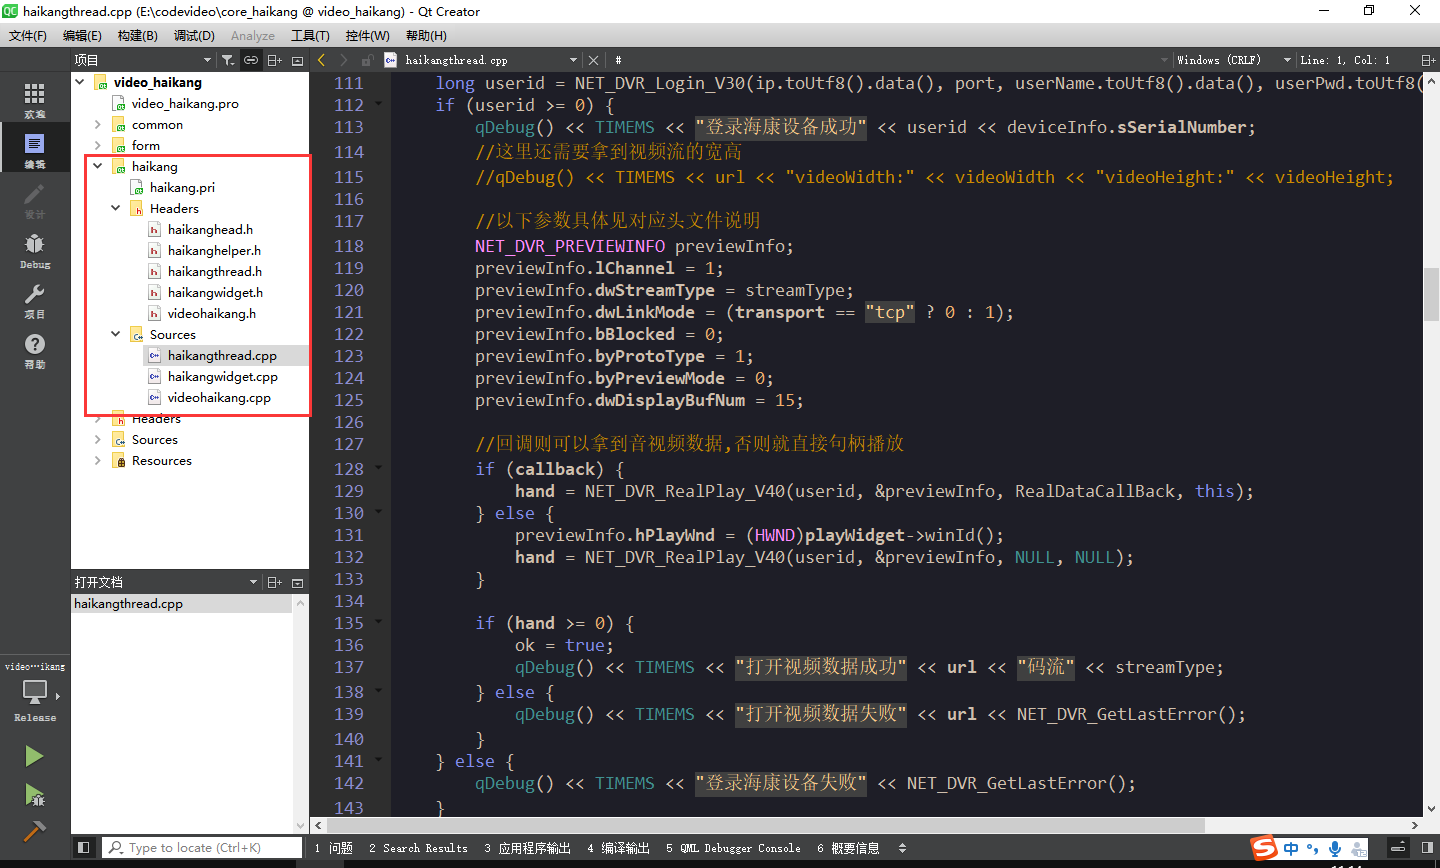 haikangthread.cpp (E:\codevideo\core_haikang @ video_haikang) - Qt Creator
文件(F) 编辑(E) 构建(B) 调试(D) Analyze 工具(T) 控件(W) 帮助(H)
项目 haikangthread.cpp # Windows (CRLF) Line: 1, Col: 1
欢迎
编辑
设计
Debug
项目
帮助
video_haikang
video_haikang.pro
common
form
haikang
haikang.pri
Headers
haikanghead.h
haikanghelper.h
haikangthread.h
haikangwidget.h
videohaikang.h
Sources
haikangthread.cpp
haikangwidget.cpp
videohaikang.cpp
Headers
Sources
Resources
打开文档
haikangthread.cpp
video…ikang
Release
111 long userid = NET_DVR_Login_V30(ip.toUtf8().data(), port, userName.toUtf8().data(), userPwd.toUtf8(
112 if (userid >= 0) {
113 qDebug() << TIMEMS << "登录海康设备成功" << userid << deviceInfo.sSerialNumber;
114 //这里还需要拿到视频流的宽高
115 //qDebug() << TIMEMS << url << "videoWidth:" << videoWidth << "videoHeight:" << videoHeight;
116
117 //以下参数具体见对应头文件说明
118 NET_DVR_PREVIEWINFO previewInfo;
119 previewInfo.lChannel = 1;
120 previewInfo.dwStreamType = streamType;
121 previewInfo.dwLinkMode = (transport == "tcp" ? 0 : 1);
122 previewInfo.bBlocked = 0;
123 previewInfo.byProtoType = 1;
124 previewInfo.byPreviewMode = 0;
125 previewInfo.dwDisplayBufNum = 15;
126
127 //回调则可以拿到音视频数据,否则就直接句柄播放
128 if (callback) {
129 hand = NET_DVR_RealPlay_V40(userid, &previewInfo, RealDataCallBack, this);
130 } else {
131 previewInfo.hPlayWnd = (HWND)playWidget->winId();
132 hand = NET_DVR_RealPlay_V40(userid, &previewInfo, NULL, NULL);
133 }
134
135 if (hand >= 0) {
136 ok = true;
137 qDebug() << TIMEMS << "打开视频数据成功" << url << "码流" << streamType;
138 } else {
139 qDebug() << TIMEMS << "打开视频数据失败" << url << NET_DVR_GetLastError();
140 }
141 } else {
142 qDebug() << TIMEMS << "登录海康设备失败" << NET_DVR_GetLastError();
143 }
Type to locate (Ctrl+K) 1 问题 2 Search Results 3 应用程序输出 4 编译输出 5 QML Debugger Console 6 概要信息
中